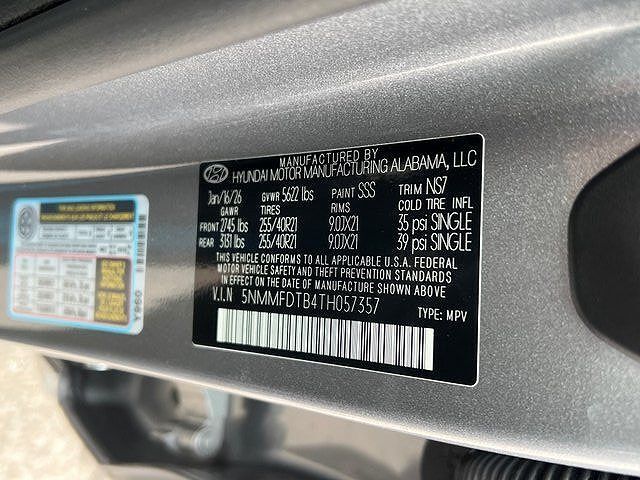 MANUFACTURED BY
HYUNDAI MOTOR MANUFACTURING ALABAMA, LLC
Jan/16/26 GVWR 5622 lbs PAINT SSS TRIM NS7
GAWR TIRES RIMS COLD TIRE INFL
FRONT 2745 lbs 255/40R21 9.0JX21 35 psi SINGLE
REAR 3131 lbs 255/40R21 9.0JX21 39 psi SINGLE
THIS VEHICLE CONFORMS TO ALL APPLICABLE U.S.A. FEDERAL
MOTOR VEHICLE SAFETY AND THEFT PREVENTION STANDARDS
IN EFFECT ON THE DATE OF MANUFACTURE SHOWN ABOVE.
V.I.N 5NMMFDTB4TH057357
TYPE: MPV
Y960